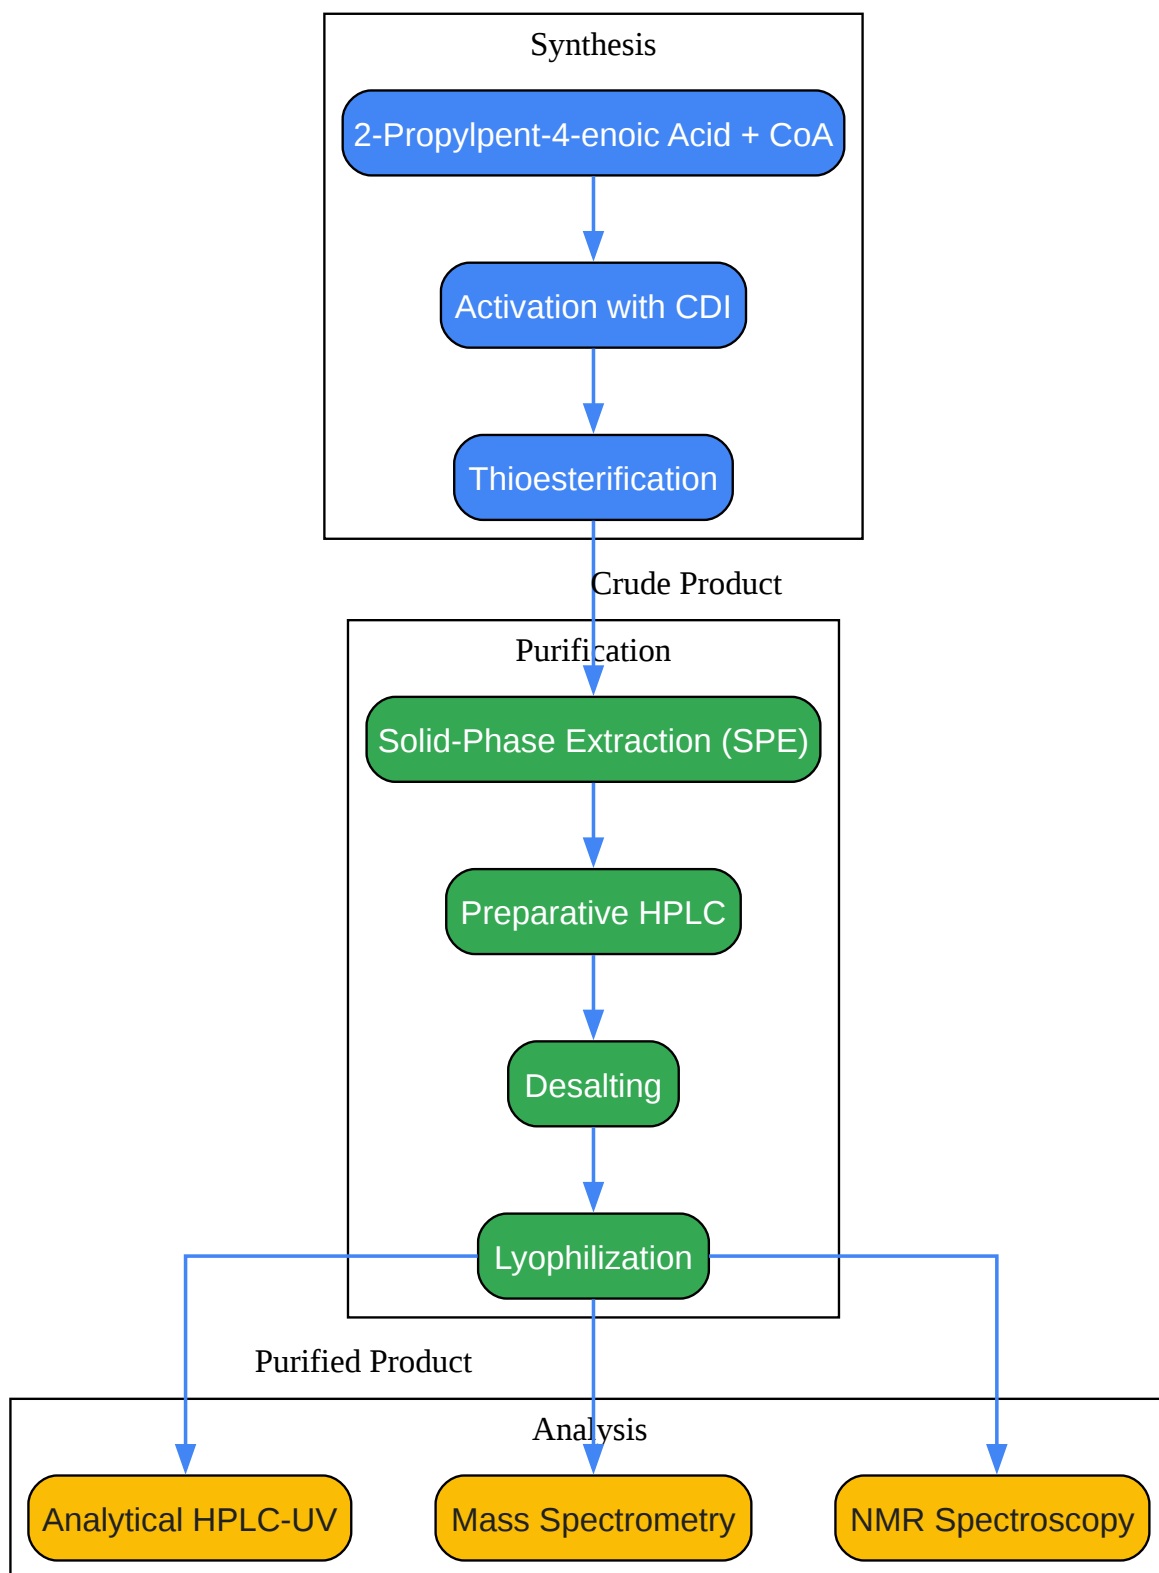 Synthesis
2-Propylpent-4-enoic Acid + CoA
Activation with CDI
Thioesterification
Crude Product
Purification
Solid-Phase Extraction (SPE)
Preparative HPLC
Desalting
Lyophilization
Purified Product
Analysis
Analytical HPLC-UV
Mass Spectrometry
NMR Spectroscopy